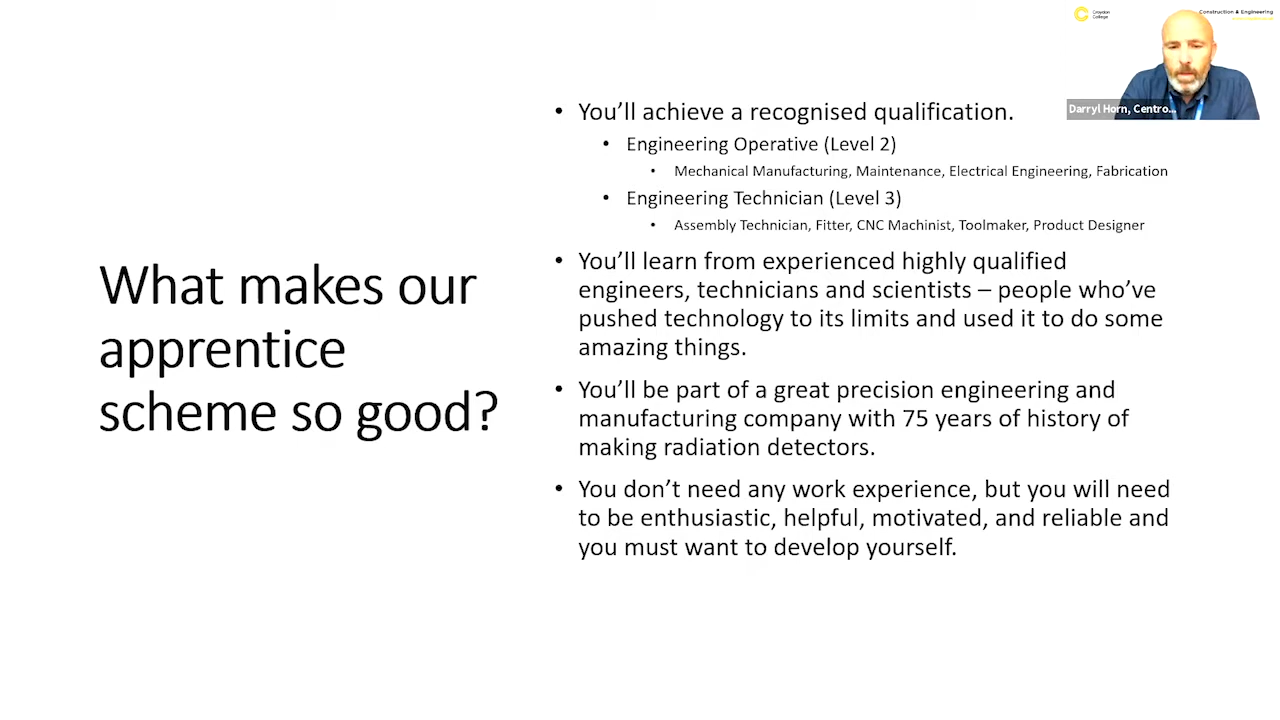 What makes our
apprentice
scheme so good?
• You'll achieve a recognised qualification.
• Engineering Operative (Level 2)
• Mechanical Manufacturing, Maintenance, Electrical Engineering, Fabrication
• Engineering Technician (Level 3)
• Assembly Technician, Fitter, CNC Machinist, Toolmaker, Product Designer
• You'll learn from experienced highly qualified
engineers, technicians and scientists – people who've
pushed technology to its limits and used it to do some
amazing things.
• You'll be part of a great precision engineering and
manufacturing company with 75 years of history of
making radiation detectors.
• You don't need any work experience, but you will need
to be enthusiastic, helpful, motivated, and reliable and
you must want to develop yourself.
Croydon
College
Construction & Engineering
Darryl Horn, Centro...